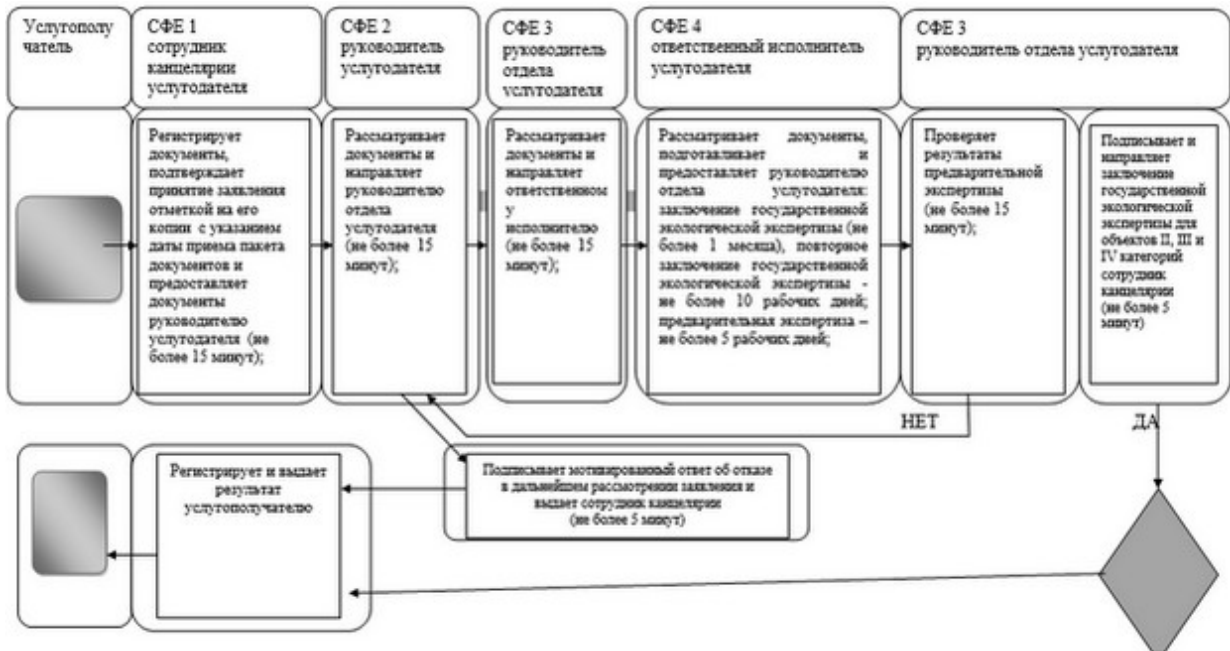 Услугополу
чатель
СФЕ 1
сотрудник
канцелярии
услугодателя
СФЕ 2
руководитель
услугодателя
СФЕ 3
руководитель
отдела
услугодателя
СФЕ 4
ответственный исполнитель
услугодателя
СФЕ 3
руководитель отдела услугодателя
Регистрирует
документы,
подтверждает
принятие заявления
отметкой на его
копии с указанием
даты приема пакета
документов и
предоставляет
документы
руководителю
услугодателя (не
более 15 минут);
Рассматривает
документы и
направляет
руководителю
отдела
услугодателя
(не более 15
минут);
Рассматривает
документы и
направляет
ответственном
у
исполнителю
(не более 15
минут);
Рассматривает документы,
подготавливает и
предоставляет руководителю
отдела услугодателя:
заключение государственной
экологической экспертизы (не
более 1 месяца), повторное
заключение государственной
экологической экспертизы -
не более 10 рабочих дней;
предварительная экспертиза –
не более 5 рабочих дней;
Проверяет
результаты
предварительной
экспертизы
(не более 15
минут);
Подписывает и
направляет
заключение
государственной
экологической
экспертизы для
объектов II, III и
IV категорий
сотрудник
канцелярии
(не более 5
минут)
НЕТ
ДА
Регистрирует и выдает
результат
услугополучателю
Подписывает мотивированный ответ об отказе
в дальнейшем рассмотрении заявления и
выдает сотрудник канцелярии
(не более 5 минут)